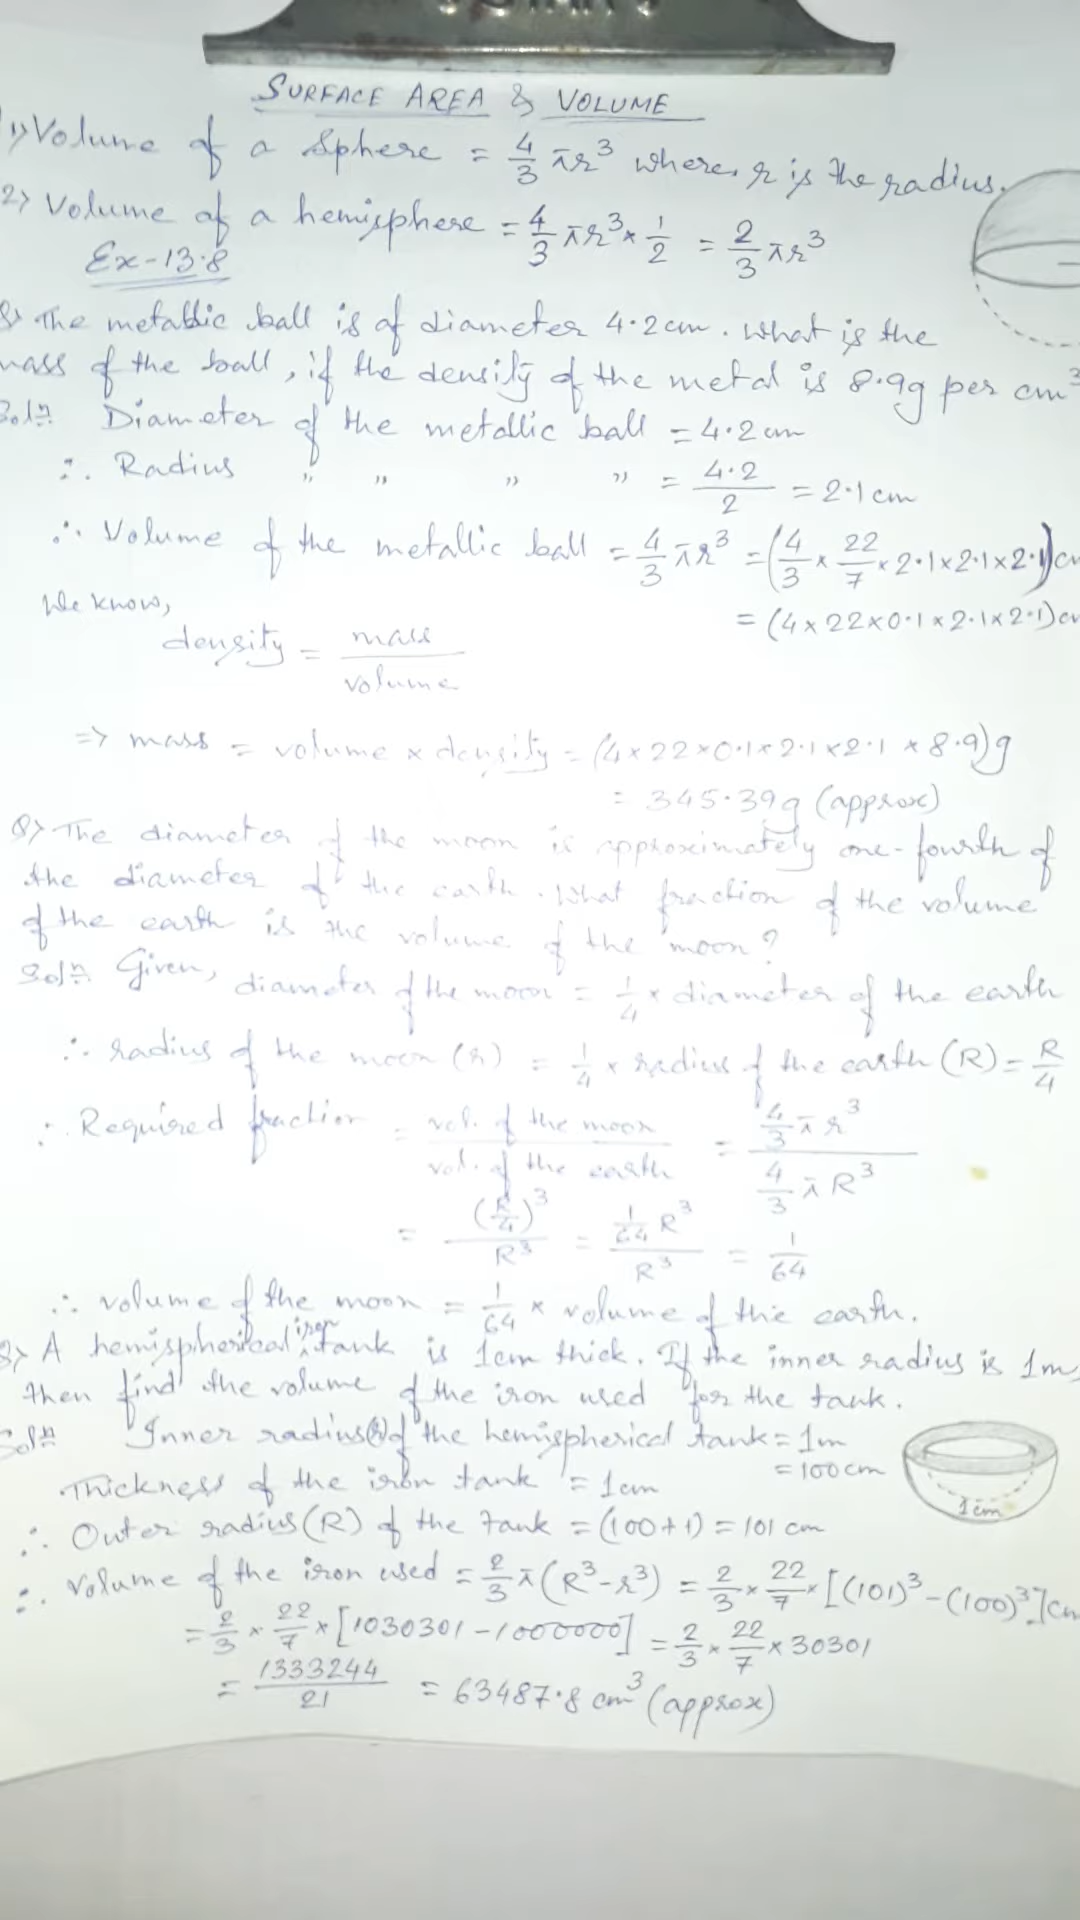 SURFACE AREA & VOLUME
1) Volume of a sphere = 4/3 πr³ where, r is the radius.
2) Volume of a hemisphere = 4/3 πr³ × 1/2 = 2/3 πr³
Ex-13.8
Q) The metallic ball is of diameter 4.2cm. What is the
mass of the ball, if the density of the metal is 8.9g per cm³
Solⁿ. Diameter of the metallic ball = 4.2 cm
∴ Radius " " " " = 4.2/2 = 2.1 cm
∴ Volume of the metallic ball = 4/3 πr³ = (4/3 × 22/7 × 2.1×2.1×2.1)
We know, = (4×22×0.1×2.1×2.1)
density = mass/volume
=> mass = volume × density = (4×22×0.1×2.1×2.1×8.9)g
= 345.39g (approx)
Q) The diameter of the moon is approximately one-fourth of
the diameter of the earth. What fraction of the volume
of the earth is the volume of the moon?
Solⁿ. Given, diameter of the moon = 1/4 × diameter of the earth
∴ radius of the moon (r) = 1/4 × radius of the earth (R) = R/4
∴ Required fraction = vol. of the moon/vol. of the earth = 4/3 πr³ / 4/3 πR³
= (R/4)³/R³ = 1/64 R³/R³ = 1/64
∴ volume of the moon = 1/64 × volume of the earth.
Q) A hemispherical iron tank is 1cm thick. If the inner radius is 1m,
then find the volume of the iron used for the tank.
Solⁿ Inner radius(r) of the hemispherical tank = 1m
= 100cm
Thickness of the iron tank = 1cm
1cm
∴ Outer radius (R) of the tank = (100+1) = 101 cm
∴ Volume of the iron used = 2/3 π (R³-r³) = 2/3 × 22/7 × [(101)³-(100)³]
= 2/3 × 22/7 × [1030301-1000000] = 2/3 × 22/7 × 30301
= 1333244/21 = 63487.8 cm³ (approx)